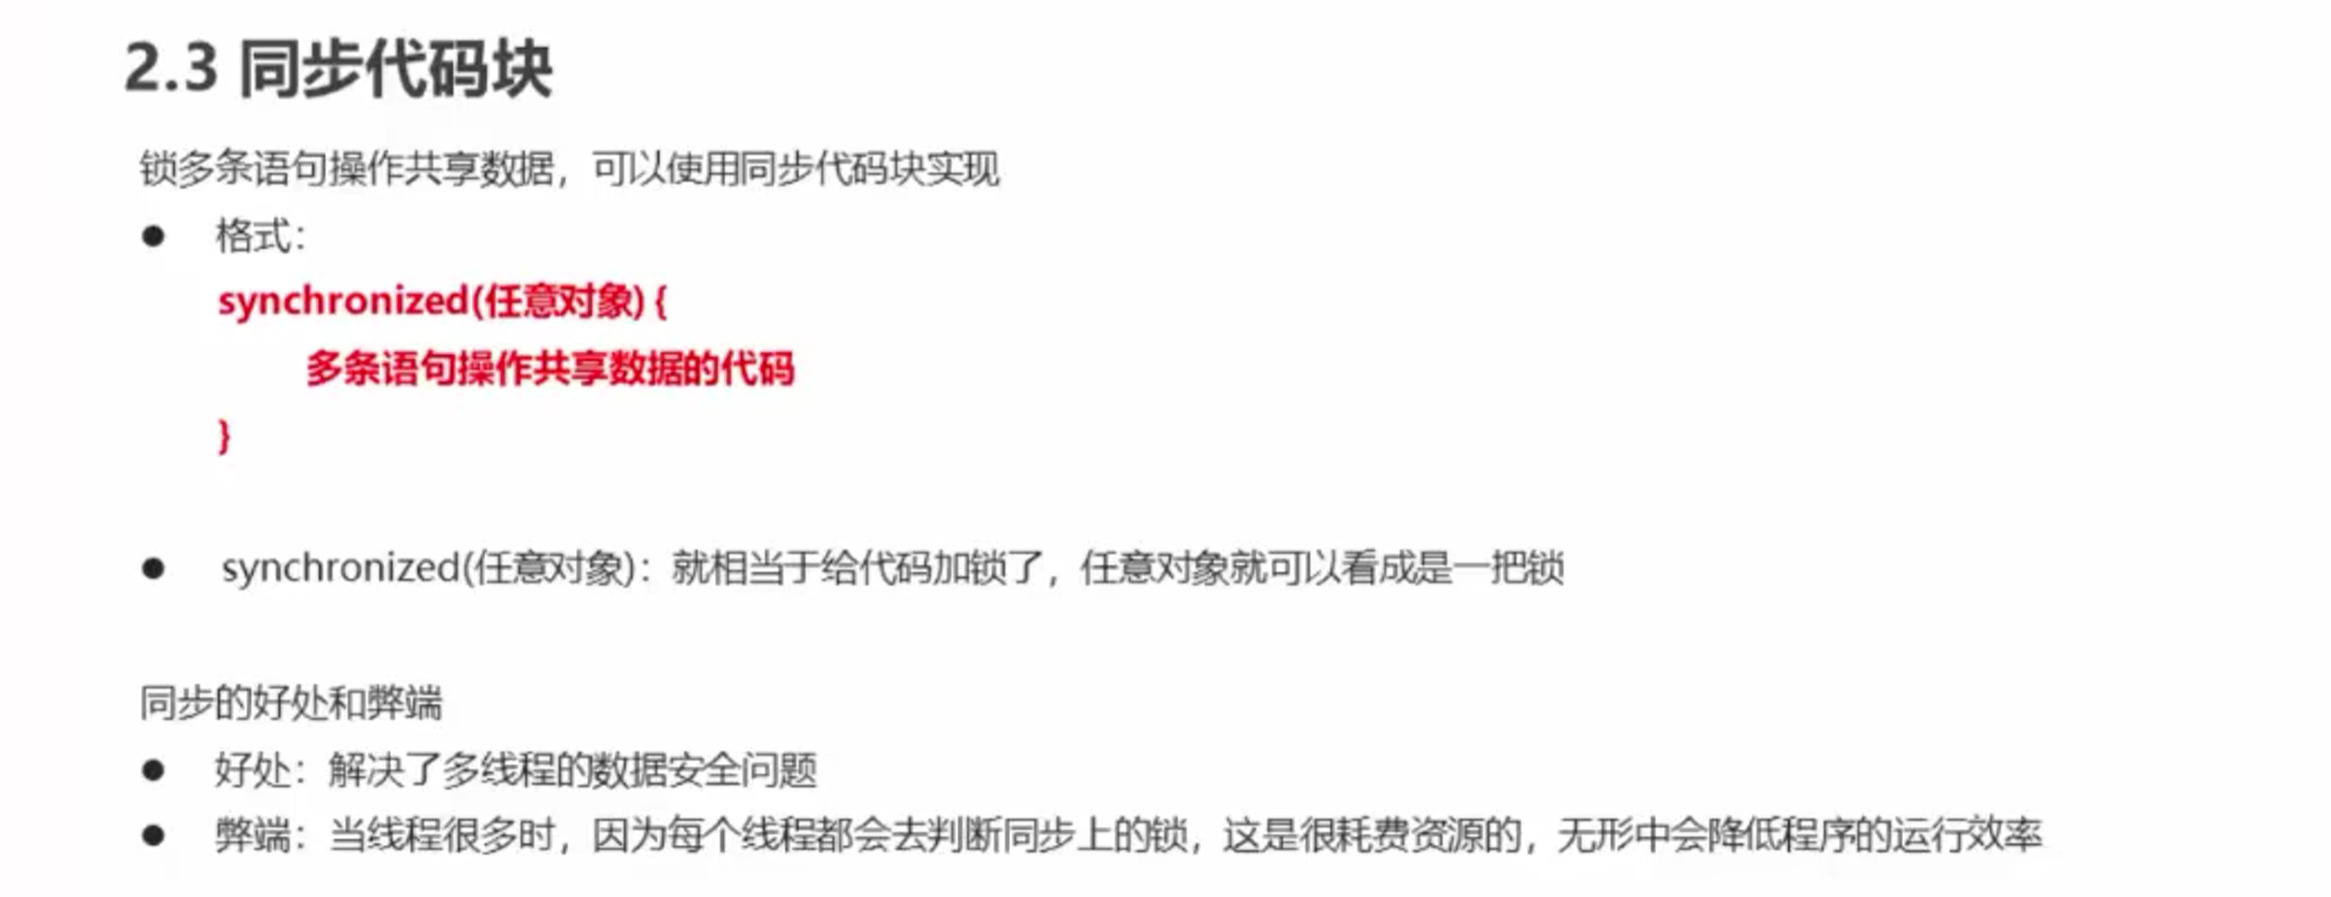 2.3 同步代码块
锁多条语句操作共享数据，可以使用同步代码块实现
● 格式：
synchronized(任意对象) {
多条语句操作共享数据的代码
}
● synchronized(任意对象)：就相当于给代码加锁了，任意对象就可以看成是一把锁
同步的好处和弊端
● 好处：解决了多线程的数据安全问题
● 弊端：当线程很多时，因为每个线程都会去判断同步上的锁，这是很耗费资源的，无形中会降低程序的运行效率